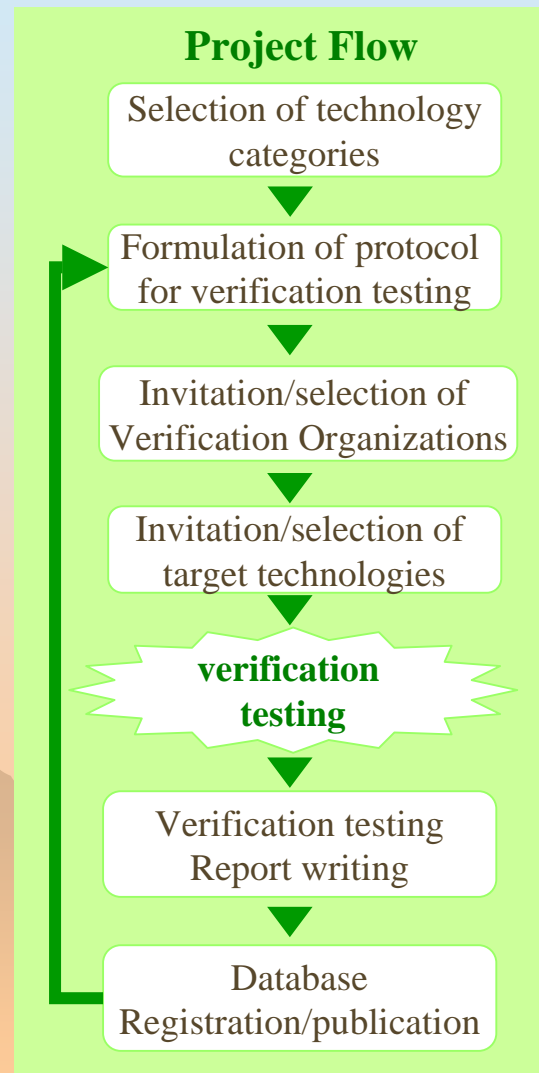 Project Flow
Selection of technology
categories
Formulation of protocol
for verification testing
Invitation/selection of
Verification Organizations
Invitation/selection of
target technologies
verification
testing
Verification testing
Report writing
Database
Registration/publication